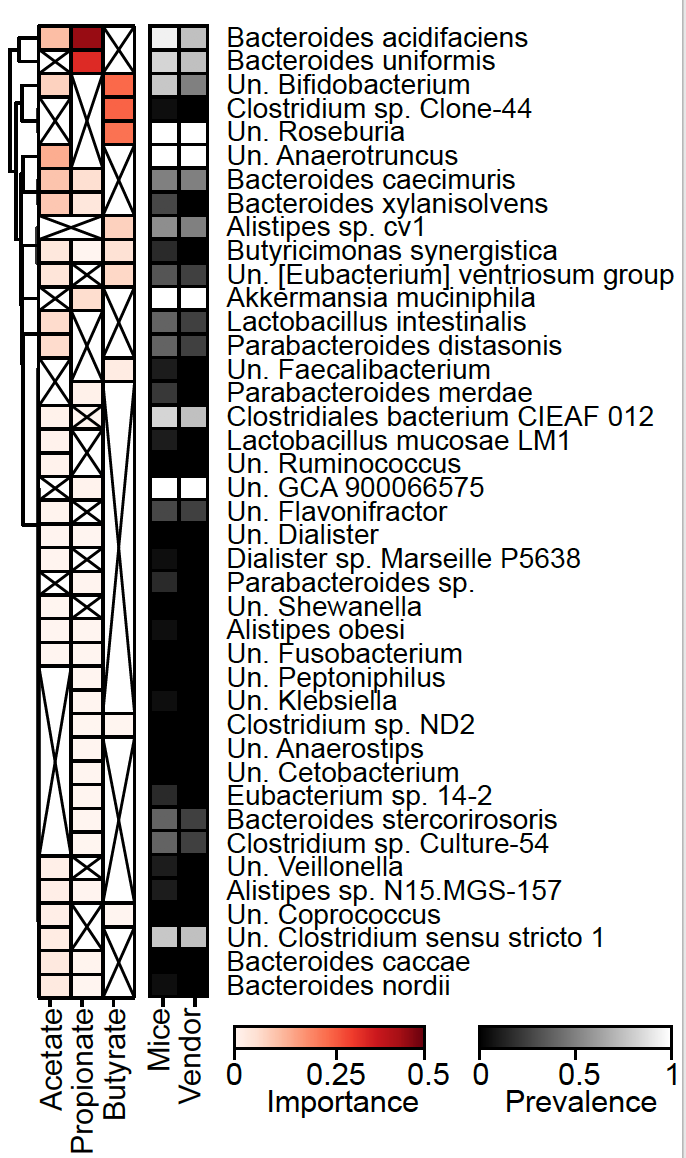 Bacteroides acidifaciens
Bacteroides uniformis
Un. Bifidobacterium
Clostridium sp. Clone-44
Un. Roseburia
Un. Anaerotruncus
Bacteroides caecimuris
Bacteroides xylanisolvens
Alistipes sp. cv1
Butyricimonas synergistica
Un. [Eubacterium] ventriosum group
Akkermansia muciniphila
Lactobacillus intestinalis
Parabacteroides distasonis
Un. Faecalibacterium
Parabacteroides merdae
Clostridiales bacterium CIEAF 012
Lactobacillus mucosae LM1
Un. Ruminococcus
Un. GCA 900066575
Un. Flavonifractor
Un. Dialister
Dialister sp. Marseille P5638
Parabacteroides sp.
Un. Shewanella
Alistipes obesi
Un. Fusobacterium
Un. Peptoniphilus
Un. Klebsiella
Clostridium sp. ND2
Un. Anaerostips
Un. Cetobacterium
Eubacterium sp. 14-2
Bacteroides stercorirosoris
Clostridium sp. Culture-54
Un. Veillonella
Alistipes sp. N15.MGS-157
Un. Coprococcus
Un. Clostridium sensu stricto 1
Bacteroides caccae
Bacteroides nordii
Acetate
Propionate
Butyrate
Mice
Vendor
0 0.25 0.5
Importance
0 0.5 1
Prevalence